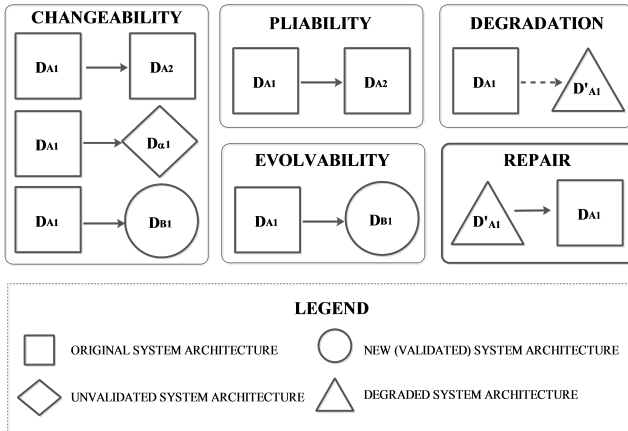 CHANGEABILITY
DA1
DA2
DA1
Dα1
DA1
DB1
PLIABILITY
DA1
DA2
EVOLVABILITY
DA1
DB1
DEGRADATION
DA1
D'A1
REPAIR
D'A1
DA1
LEGEND
ORIGINAL SYSTEM ARCHITECTURE
NEW (VALIDATED) SYSTEM ARCHITECTURE
UNVALIDATED SYSTEM ARCHITECTURE
DEGRADED SYSTEM ARCHITECTURE